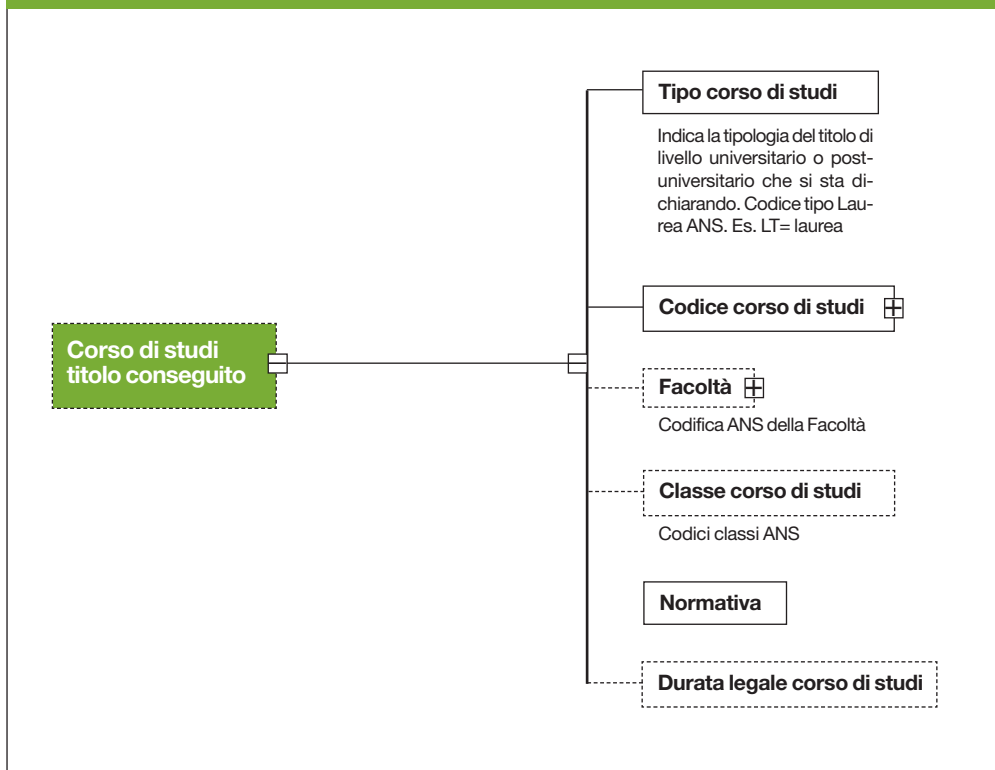 Tipo corso di studi
Indica la tipologia del titolo di
livello universitario o post-
universitario che si sta di-
chiarando. Codice tipo Lau-
rea ANS. Es. LT= laurea
Codice corso di studi
Corso di studi
titolo conseguito
Facoltà
Codifica ANS della Facoltà
Classe corso di studi
Codici classi ANS
Normativa
Durata legale corso di studi